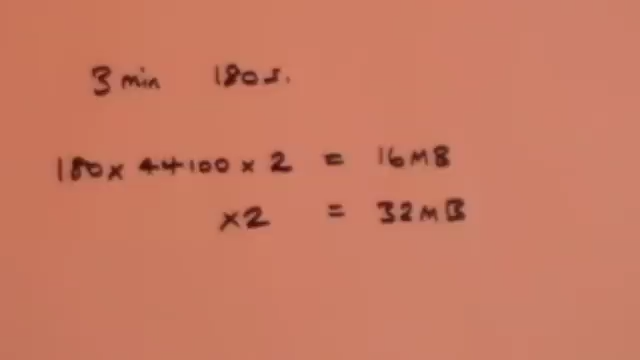 3 min 180s.
180 x 44100 x 2 = 16MB
x2 = 32MB